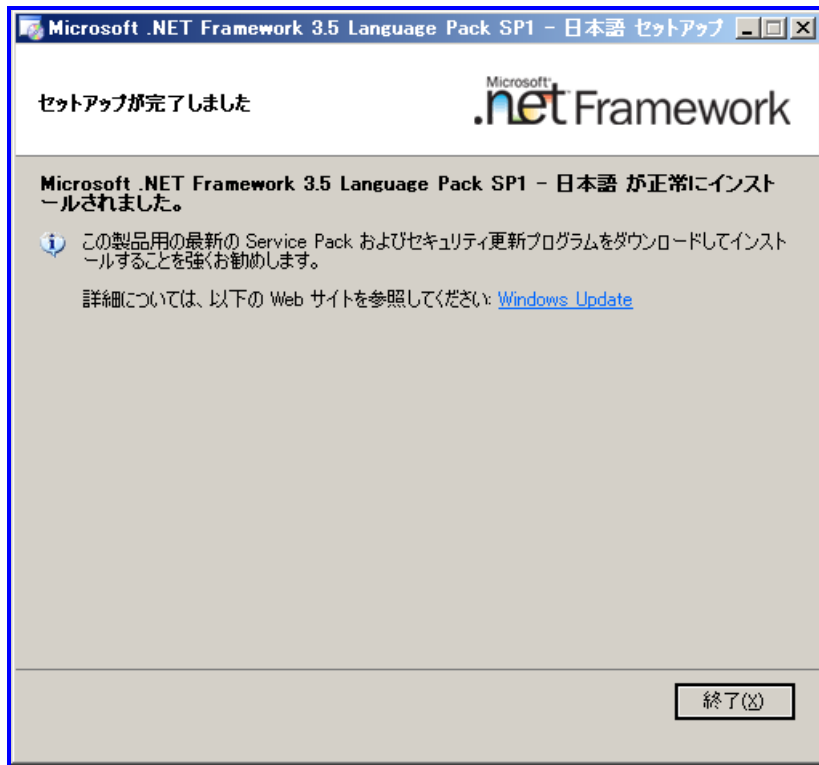 Microsoft .NET Framework 3.5 Language Pack SP1 - 日本語 セットアップ
セットアップが完了しました
Microsoft
.net Framework
Microsoft .NET Framework 3.5 Language Pack SP1 - 日本語 が正常にインスト
ールされました。
この製品用の最新の Service Pack およびセキュリティ更新プログラムをダウンロードしてインスト
ールすることを強くお勧めします。
詳細については、以下の Web サイトを参照してください: Windows Update
終了(X)